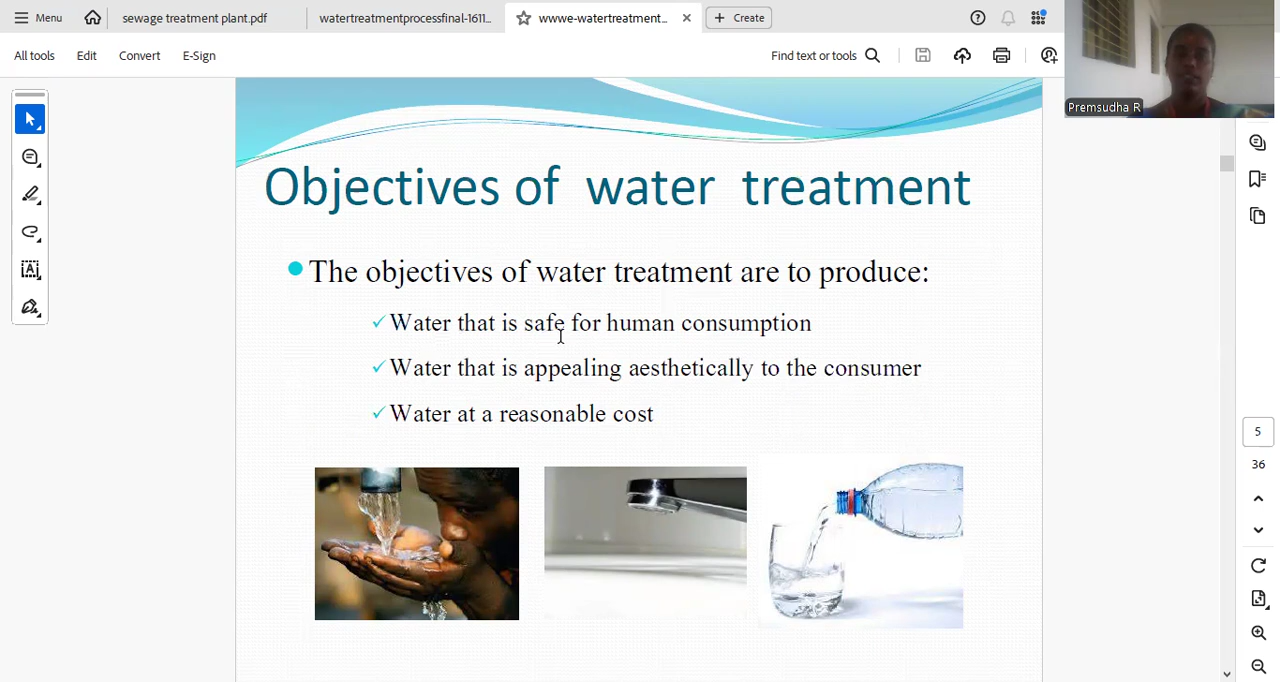 Menu
sewage treatment plant.pdf
watertreatmentprocessfinal-1611...
wwwe-watertreatment...
Create
All tools
Edit
Convert
E-Sign
Find text or tools
Premsudha R
Objectives of water treatment
The objectives of water treatment are to produce:
Water that is safe for human consumption
Water that is appealing aesthetically to the consumer
Water at a reasonable cost
5
36